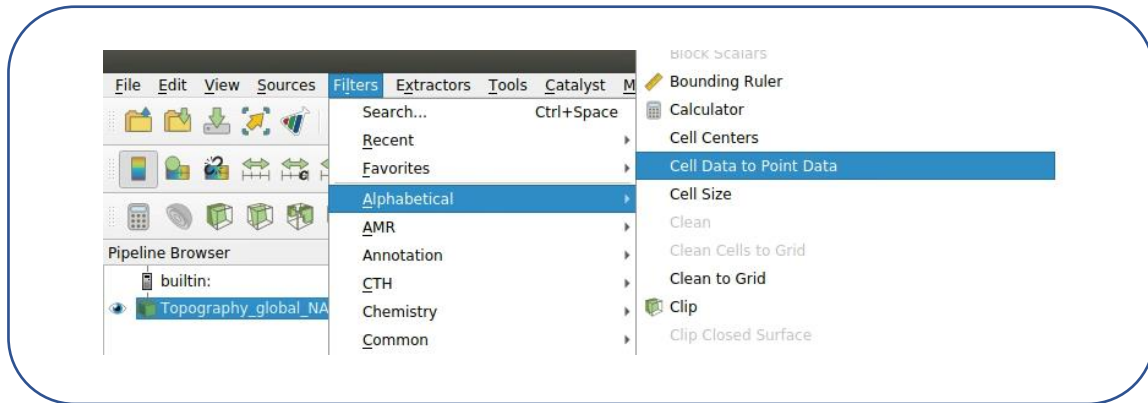 File Edit View Sources Filters Extractors Tools Catalyst M
Search... Ctrl+Space
Recent
Favorites
Alphabetical
AMR
Annotation
CTH
Chemistry
Common
Pipeline Browser
builtin:
Topography_global_NA
Block Scalars
Bounding Ruler
Calculator
Cell Centers
Cell Data to Point Data
Cell Size
Clean
Clean Cells to Grid
Clean to Grid
Clip
Clip Closed Surface